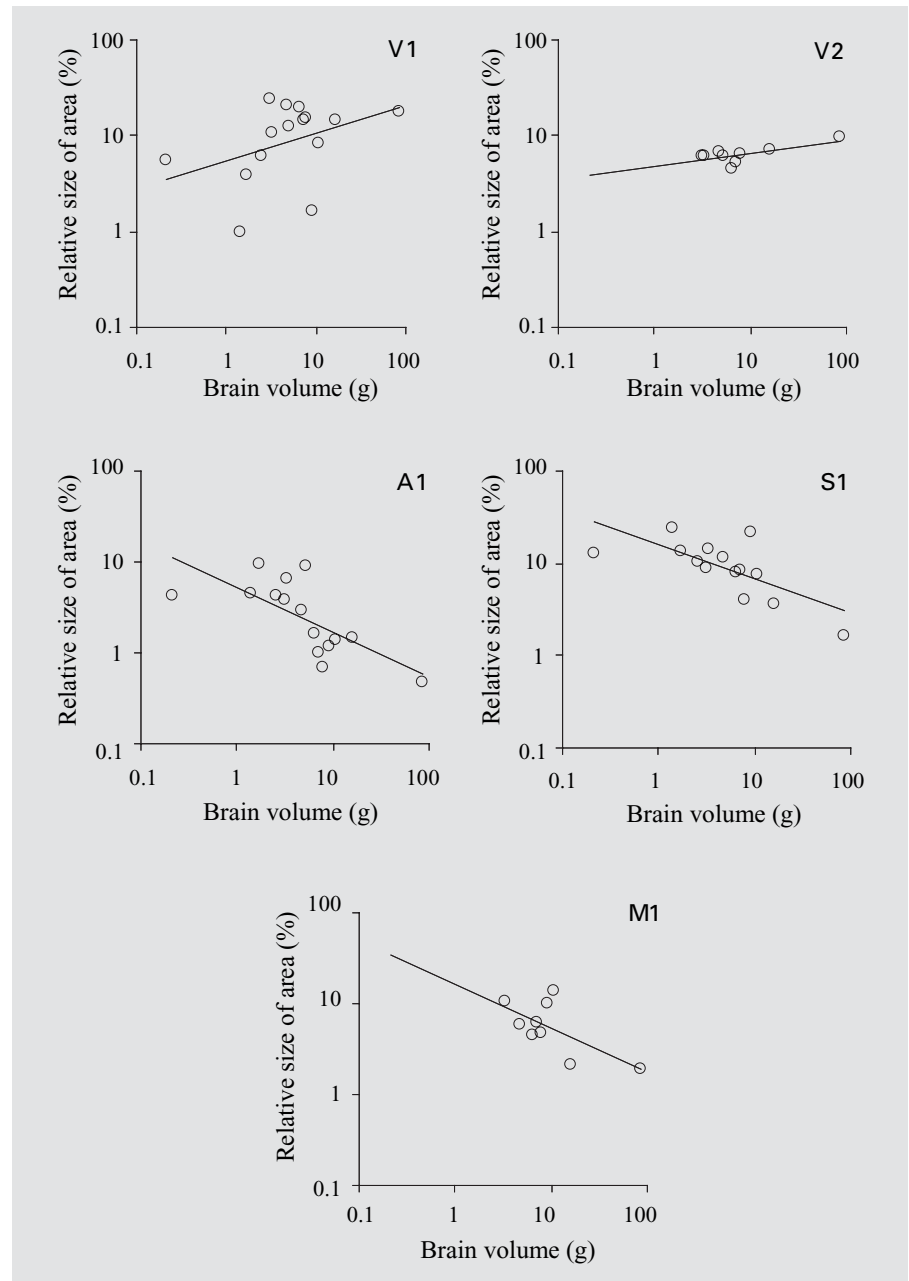 V1
Relative size of area (%)
100
10
1
0.1
0.1 1 10 100
Brain volume (g)
V2
Relative size of area (%)
100
10
1
0.1
0.1 1 10 100
Brain volume (g)
A1
Relative size of area (%)
100
10
1
0.1
0.1 1 10 100
Brain volume (g)
S1
Relative size of area (%)
100
10
1
0.1
0.1 1 10 100
Brain volume (g)
M1
Relative size of area (%)
100
10
1
0.1
0.1 1 10 100
Brain volume (g)